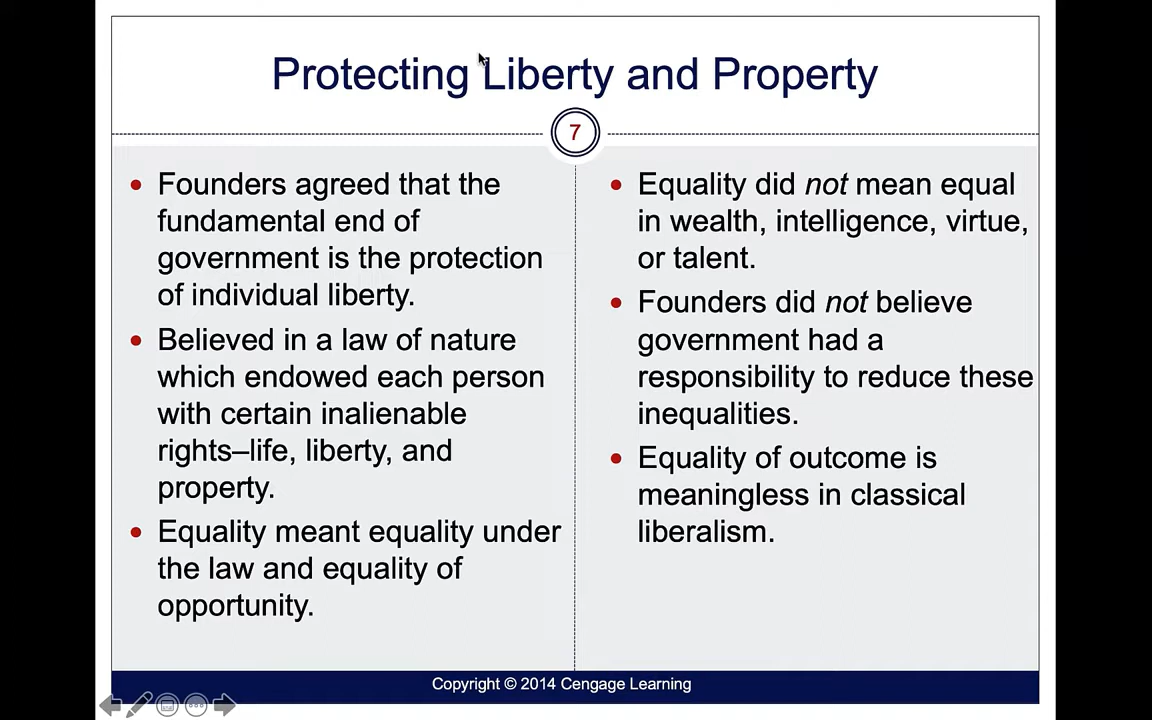 Protecting Liberty and Property
7
Founders agreed that the
fundamental end of
government is the protection
of individual liberty.
Believed in a law of nature
which endowed each person
with certain inalienable
rights–life, liberty, and
property.
Equality meant equality under
the law and equality of
opportunity.
Equality did not mean equal
in wealth, intelligence, virtue,
or talent.
Founders did not believe
government had a
responsibility to reduce these
inequalities.
Equality of outcome is
meaningless in classical
liberalism.
Copyright © 2014 Cengage Learning